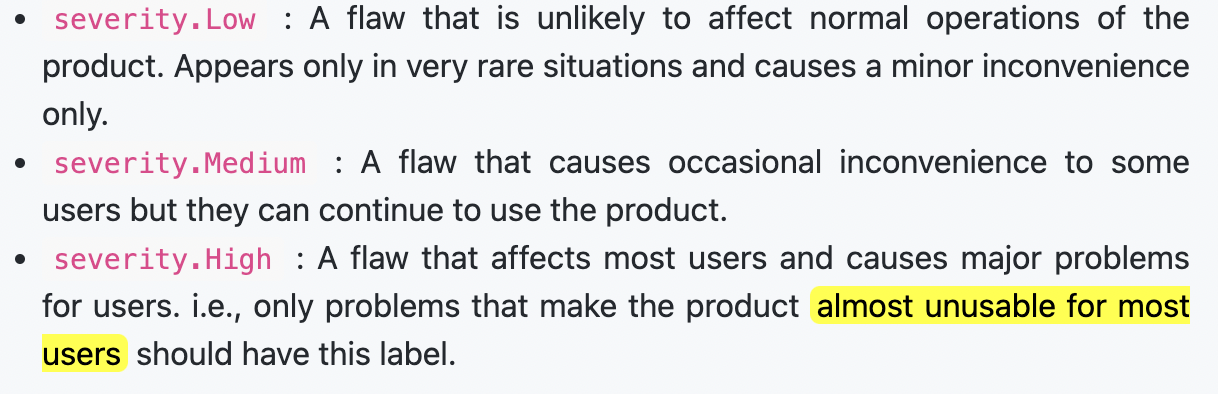 • severity.Low : A flaw that is unlikely to affect normal operations of the
product. Appears only in very rare situations and causes a minor inconvenience
only.
• severity.Medium : A flaw that causes occasional inconvenience to some
users but they can continue to use the product.
• severity.High : A flaw that affects most users and causes major problems
for users. i.e., only problems that make the product almost unusable for most
users should have this label.